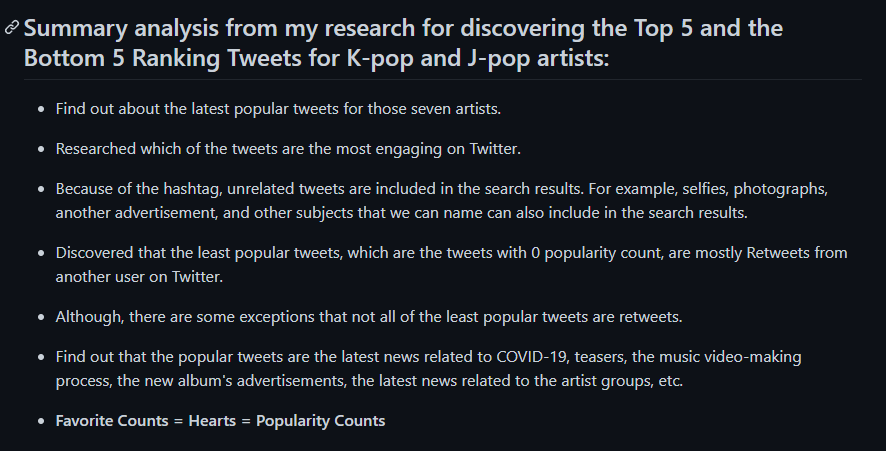 Summary analysis from my research for discovering the Top 5 and the
Bottom 5 Ranking Tweets for K-pop and J-pop artists:
Find out about the latest popular tweets for those seven artists.
Researched which of the tweets are the most engaging on Twitter.
Because of the hashtag, unrelated tweets are included in the search results. For example, selfies, photographs,
another advertisement, and other subjects that we can name can also include in the search results.
Discovered that the least popular tweets, which are the tweets with 0 popularity count, are mostly Retweets from
another user on Twitter.
Although, there are some exceptions that not all of the least popular tweets are retweets.
Find out that the popular tweets are the latest news related to COVID-19, teasers, the music video-making
process, the new album's advertisements, the latest news related to the artist groups, etc.
Favorite Counts = Hearts = Popularity Counts